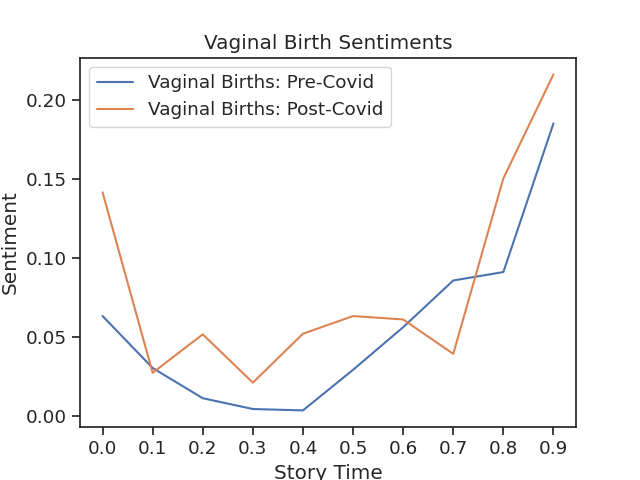 Vaginal Birth Sentiments
Vaginal Births: Pre-Covid
Vaginal Births: Post-Covid
Sentiment
0.20
0.15
0.10
0.05
0.00
0.0 0.1 0.2 0.3 0.4 0.5 0.6 0.7 0.8 0.9
Story Time